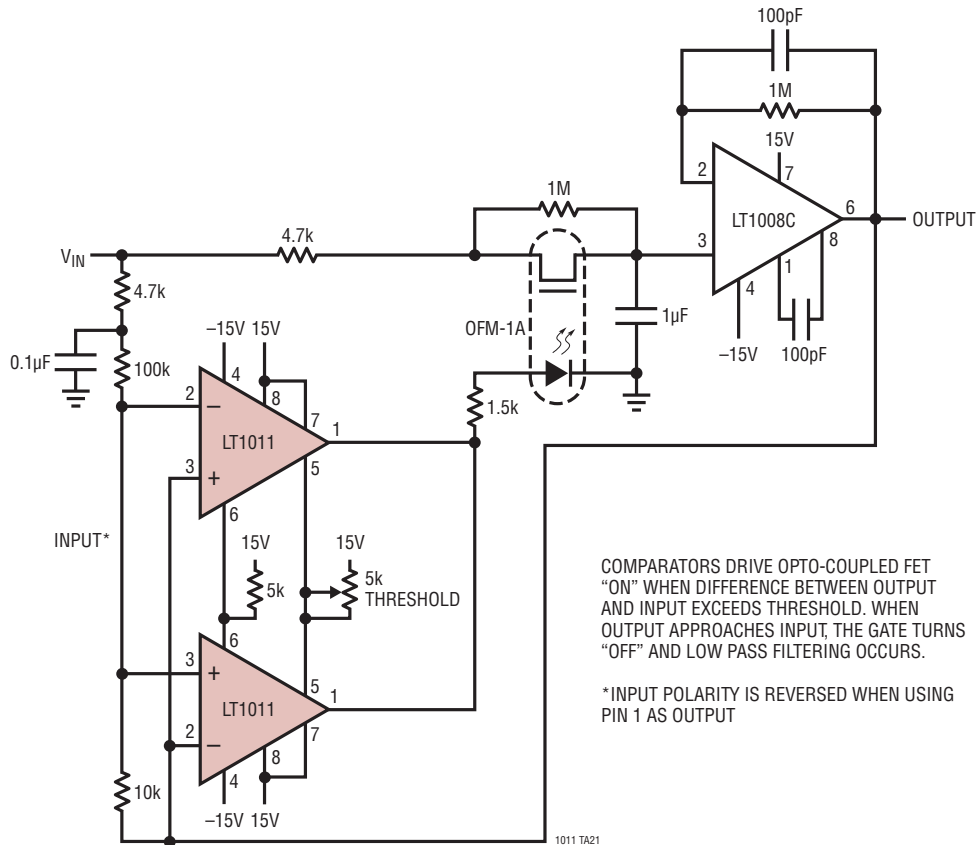 100pF
1M
15V
7
2
LT1008C
6
OUTPUT
3
8
1
4
–15V
100pF
1M
4.7k
VIN
4.7k
OFM-1A
1µF
–15V 15V
0.1µF
100k
4
8
2
–
7
1.5k
LT1011
1
3
+
5
6
INPUT*
15V
5k
15V
5k
THRESHOLD
6
3
+
5
1
LT1011
2
–
7
8
4
10k
–15V 15V
COMPARATORS DRIVE OPTO-COUPLED FET
“ON” WHEN DIFFERENCE BETWEEN OUTPUT
AND INPUT EXCEEDS THRESHOLD. WHEN
OUTPUT APPROACHES INPUT, THE GATE TURNS
“OFF” AND LOW PASS FILTERING OCCURS.
*INPUT POLARITY IS REVERSED WHEN USING
PIN 1 AS OUTPUT
1011 TA21